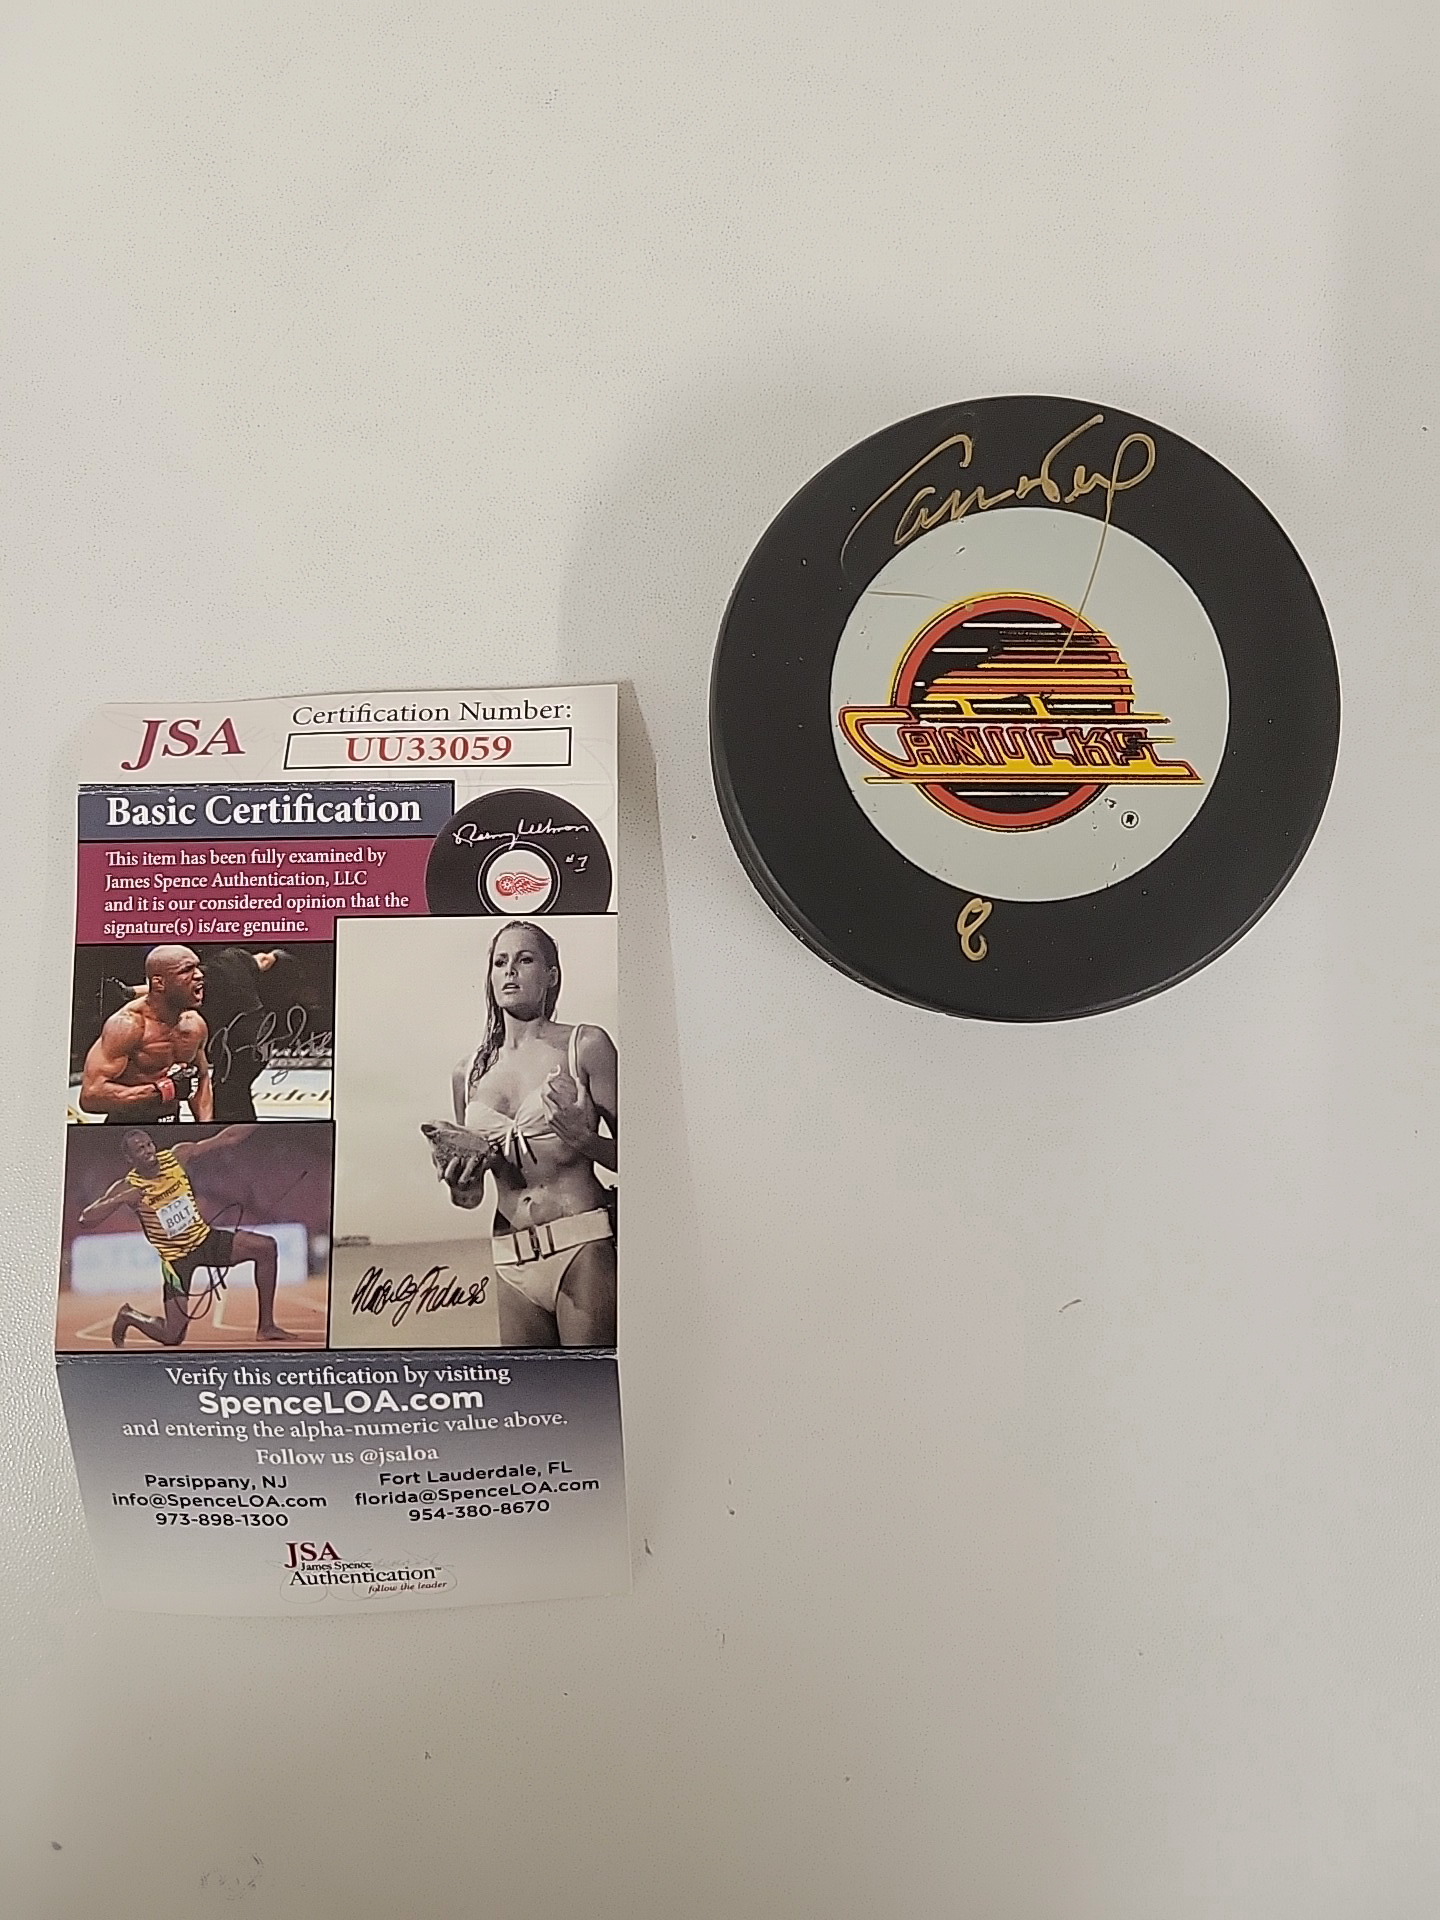 JSA
Certification Number:
UU33059
Basic Certification
This item has been fully examined by
James Spence Authentication, LLC
and it is our considered opinion that the
signature(s) is/are genuine.
#7
BOLT
Verify this certification by visiting
SpenceLOA.com
and entering the alpha-numeric value above.
Follow us @jsaloa
Parsippany, NJ
info@SpenceLOA.com
973-898-1300
Fort Lauderdale, FL
florida@SpenceLOA.com
954-380-8670
JSA
James Spence
Authentication™
follow the leader
CANUCKS
®
8